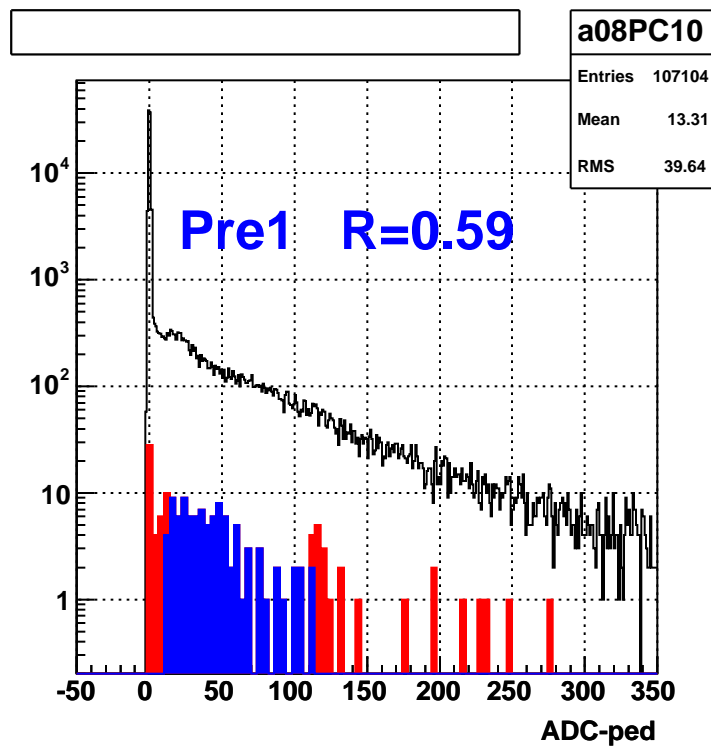 a08PC10
Entries 107104
Mean 13.31
RMS 39.64
Pre1 R=0.59
10^4
10^3
10^2
10
1
-50 0 50 100 150 200 250 300 350
ADC-ped